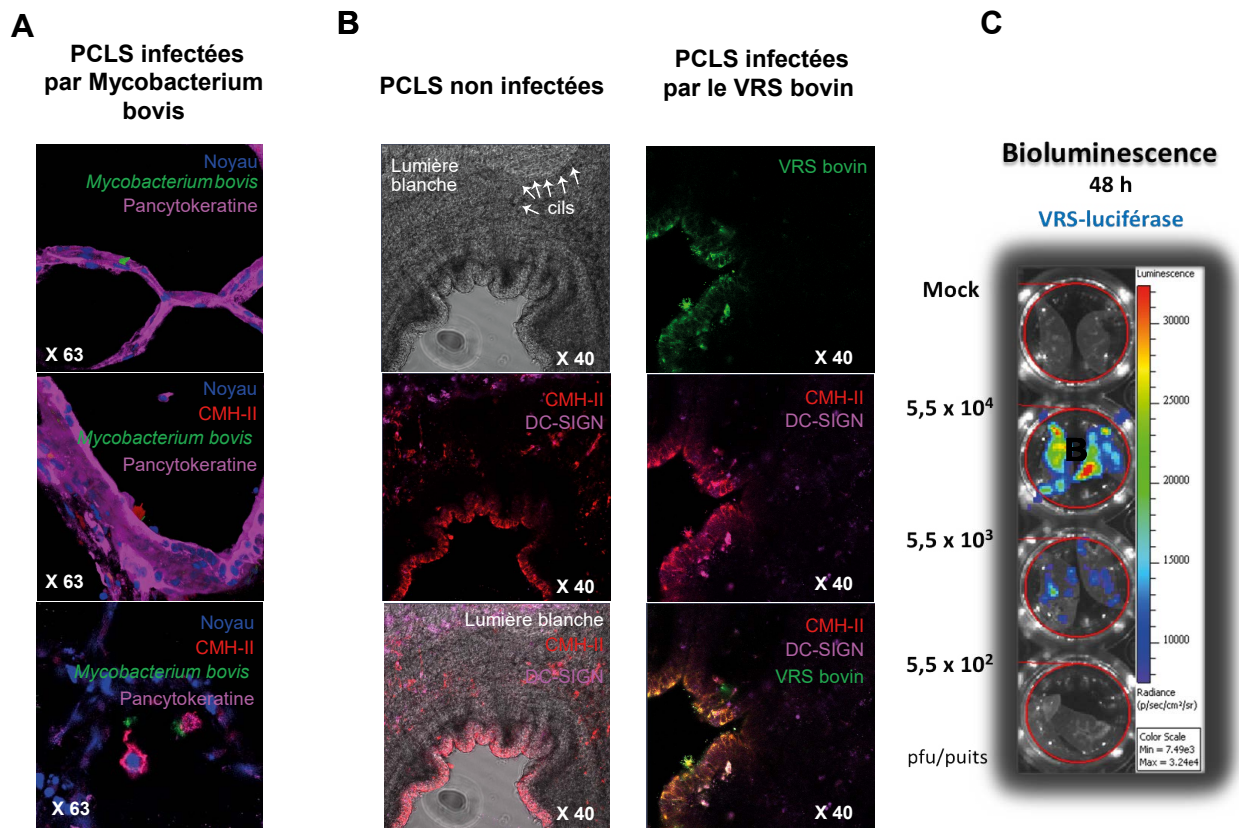 A
PCLS infectées
par Mycobacterium
bovis
Noyau
Mycobacterium bovis
Pancytokeratine
X 63
Noyau
CMH-II
Mycobacterium bovis
Pancytokeratine
X 63
Noyau
CMH-II
Mycobacterium bovis
Pancytokeratine
X 63
B
PCLS non infectées
Lumière
blanche
cils
X 40
CMH-II
DC-SIGN
X 40
Lumière blanche
CMH-II
DC-SIGN
X 40
PCLS infectées
par le VRS bovin
VRS bovin
X 40
CMH-II
DC-SIGN
X 40
CMH-II
DC-SIGN
VRS bovin
X 40
C
Bioluminescence
48 h
VRS-luciférase
Mock
5,5 x 10⁴
5,5 x 10³
5,5 x 10²
pfu/puits
B
Luminescence
30000
25000
20000
15000
10000
Radiance
(p/sec/cm²/sr)
Color Scale
Min = 7.49e3
Max = 3.24e4